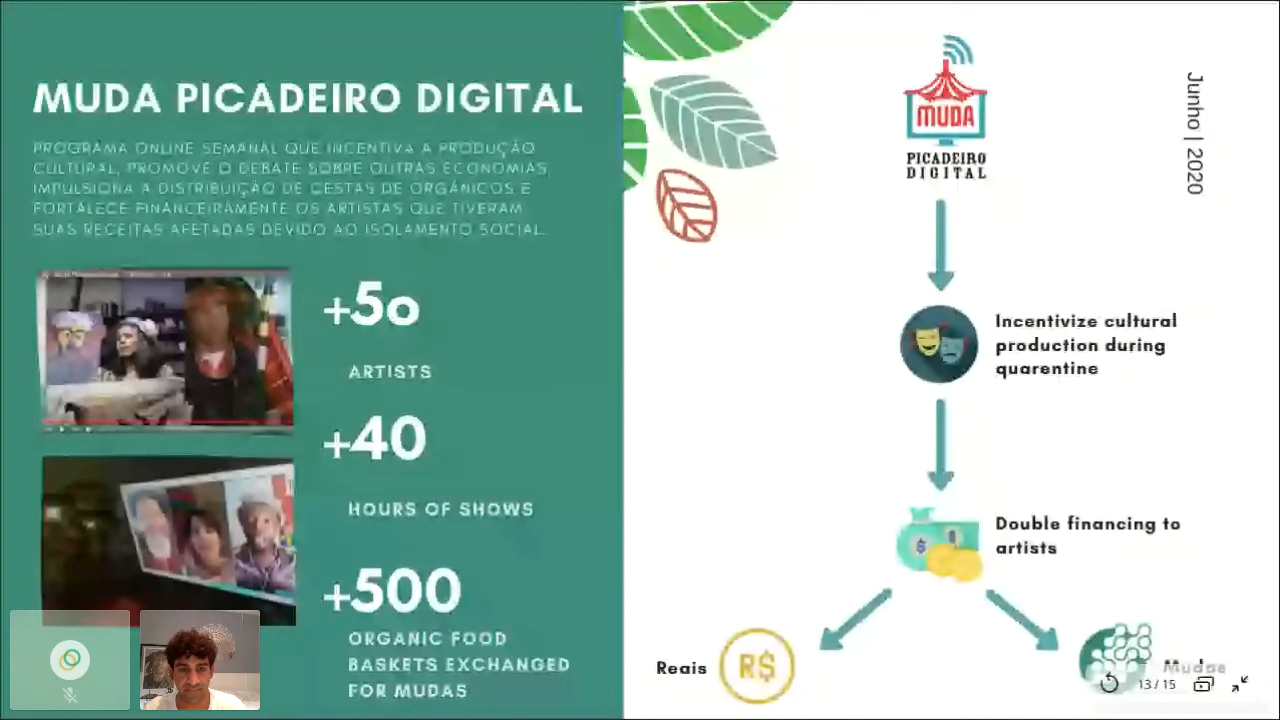 MUDA PICADEIRO DIGITAL
PROGRAMA ONLINE SEMANAL QUE INCENTIVA A PRODUÇÃO
CULTURAL, PROMOVE O DEBATE SOBRE OUTRAS ECONOMIAS
IMPULSIONA A DISTRIBUIÇÃO DE CESTAS DE ORGÂNICOS E
FORTALECE FINANCEIRAMENTE OS ARTISTAS QUE TIVERAM
SUAS RECEITAS AFETADAS DEVIDO AO ISOLAMENTO SOCIAL.
+50
ARTISTS
+40
HOURS OF SHOWS
+500
ORGANIC FOOD
BASKETS EXCHANGED
FOR MUDAS
MUDA
PICADEIRO
DIGITAL
Junho | 2020
Incentivize cultural
production during
quarentine
Double financing to
artists
Reais
R$
Mudas
13 / 15